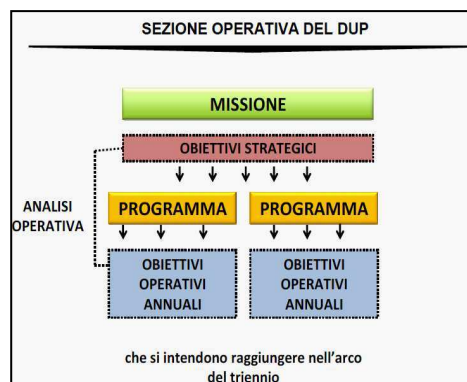 SEZIONE OPERATIVA DEL DUP
MISSIONE
OBIETTIVI STRATEGICI
ANALISI
OPERATIVA
PROGRAMMA PROGRAMMA
OBIETTIVI
OPERATIVI
ANNUALI
OBIETTIVI
OPERATIVI
ANNUALI
che si intendono raggiungere nell'arco
del triennio